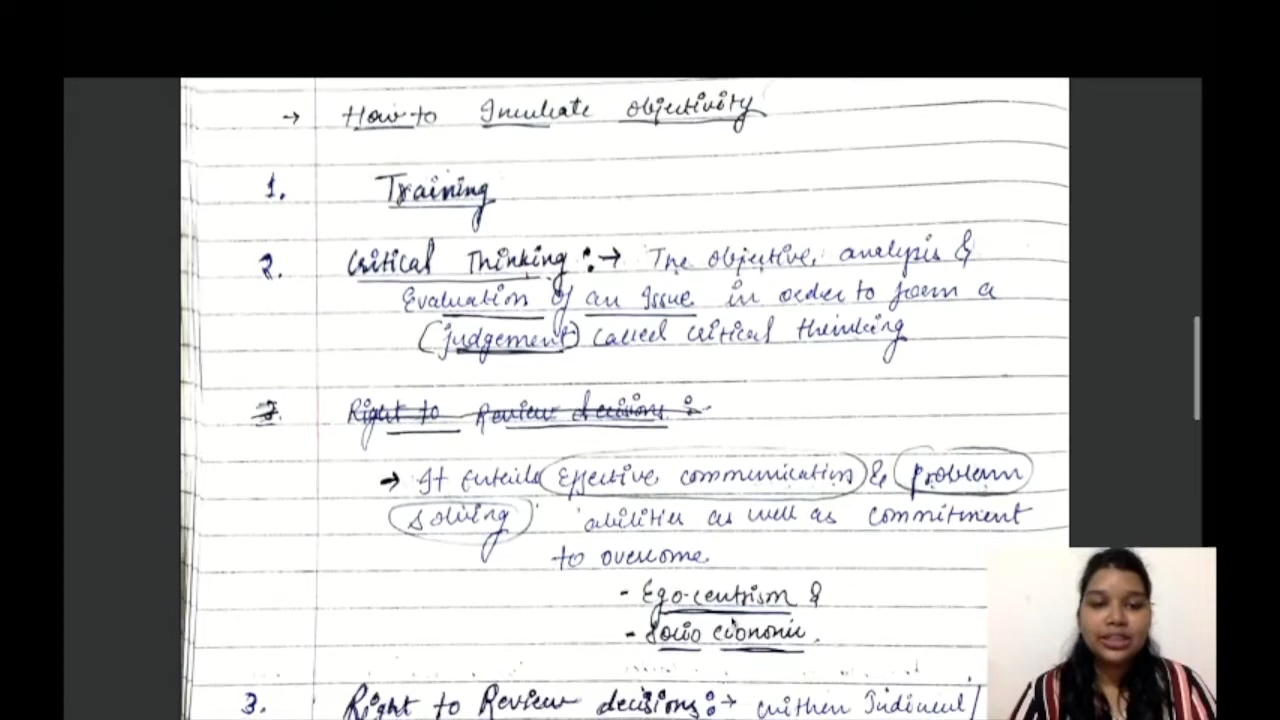 → How to Inculcate objectivity
1. Training
2. Critical Thinking :→ The objective analysis &
Evaluation of an Issue in order to form a
(judgement) called critical thinking
3. Right to Review decisions :-
→ It Entails Effective communication & problem
solving abilities as well as commitment
to overcome
- Ego-centrism &
- Socio economic.
3. Right to Review decisions :→ within